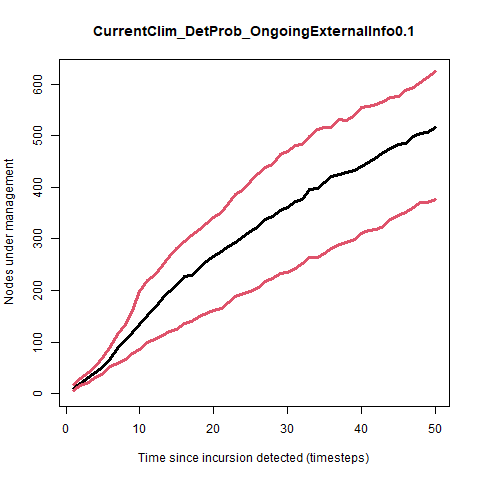 CurrentClim_DetProb_OngoingExternalInfo0.1
Nodes under management
600
500
400
300
200
100
0
0 10 20 30 40 50
Time since incursion detected (timesteps)